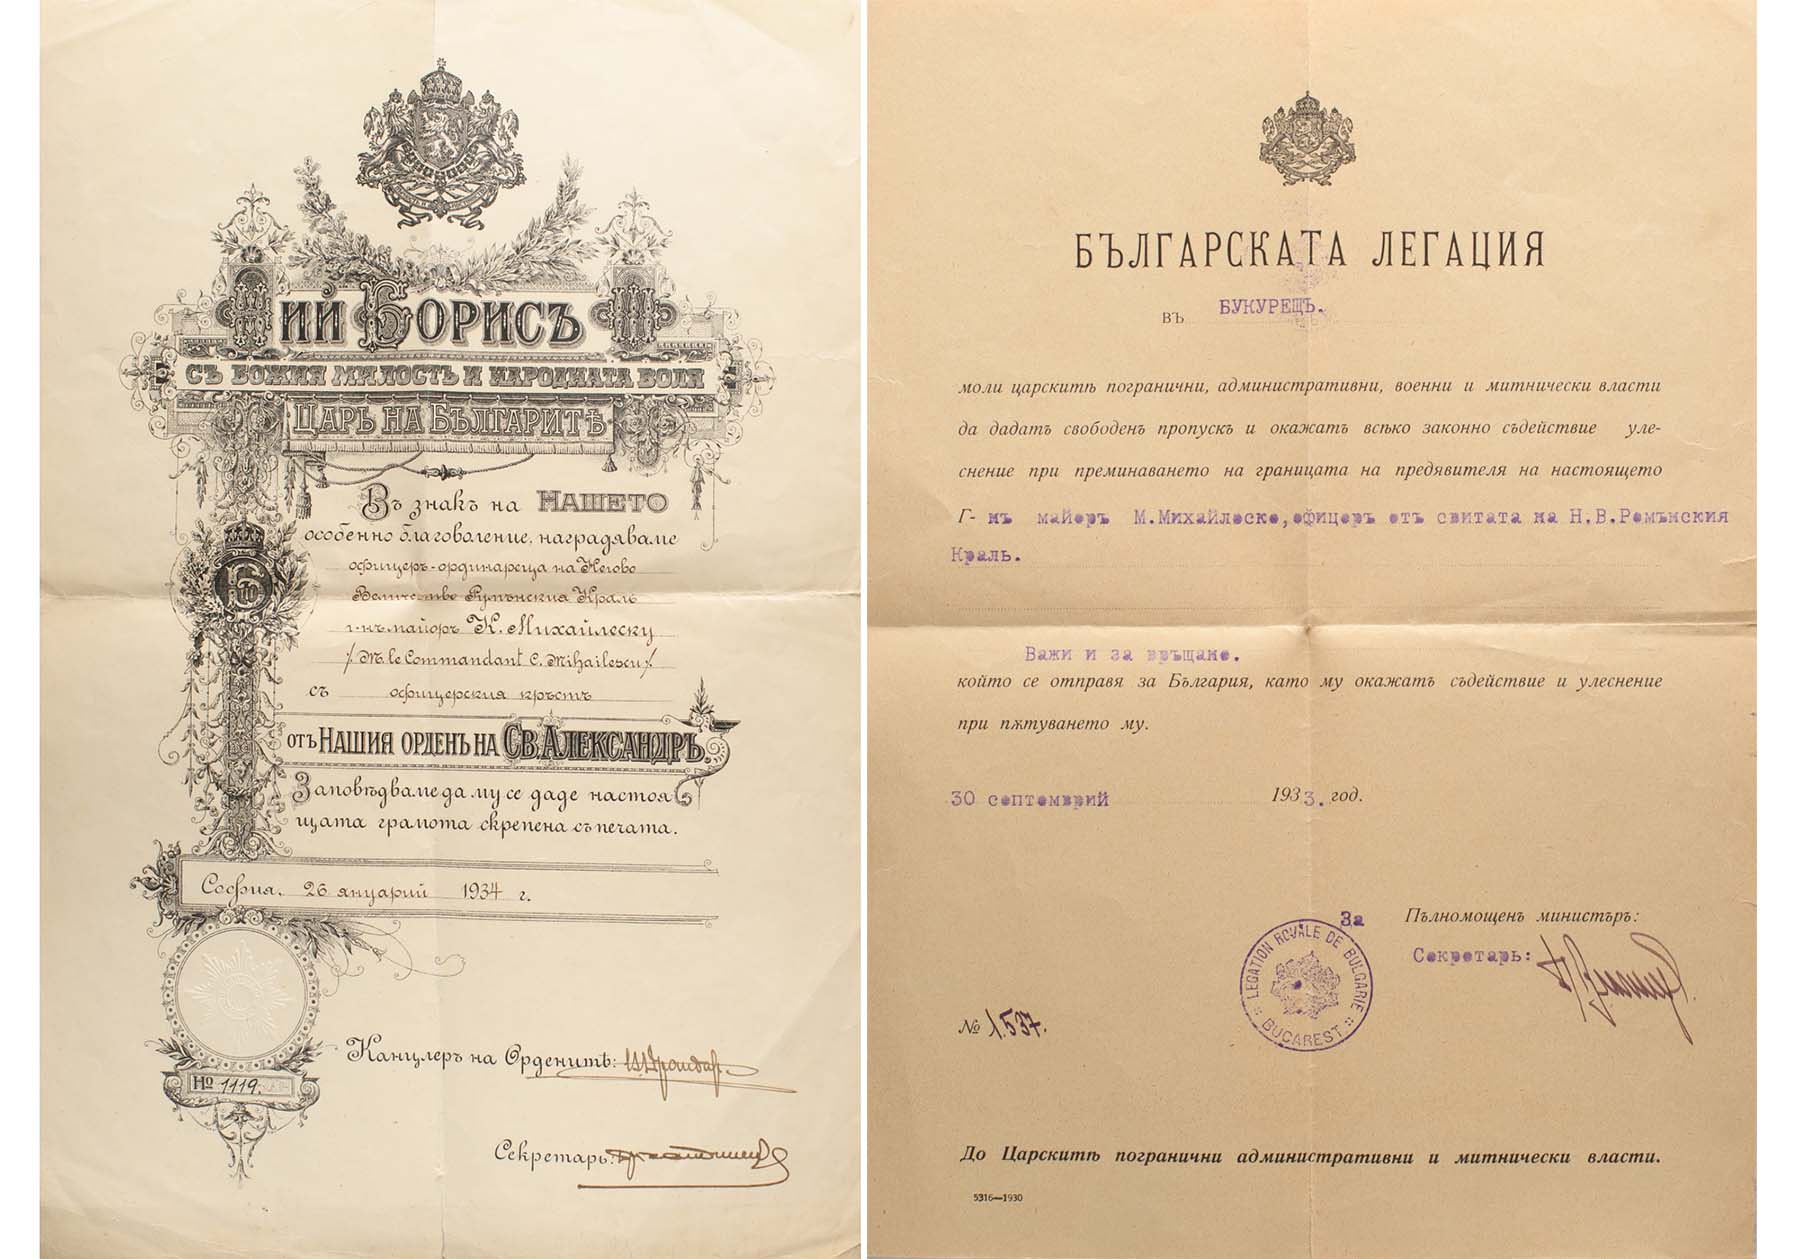 НИЙ БОРИСЪ III
СЪ БОЖИЯ МИЛОСТЬ И НАРОДНАТА ВОЛЯ
ЦАРЬ НА БЪЛГАРИТѢ
Въ знакъ на НАШЕТО
особенно благоволение, наградяваме
офицеръ-ординареца на Негово
Величество Румънския Краль
г-нъ майоръ К. Михайлеску
/M. le Commandant C. Mihailescu/
съ офицерския кръстъ
отъ НАШИЯ ОРДЕНЪ НА СВ. АЛЕКСАНДРЪ.
Заповѣдваме да му се даде настоя-
щата грамота скрепена съ печата.
София, 26 януарий 1934 г.
Канцлеръ на Орденитѣ:
№ 1119.
Секретарь:
БЪЛГАРСКАТА ЛЕГАЦИЯ
въ БУКУРЕЩЪ.
моли царскитѣ погранични, административни, военни и митнически власти
да дадатъ свободенъ пропускъ и окажатъ всѣко законно съдействие уле-
снение при преминаването на границата на предявителя на настоящето
Г-нъ майоръ М.Михайлеско,офицеръ отъ свитата на Н.В.Ромънския
Краль.
Важи и за връщане.
който се отправя за България, като му окажатъ съдействие и улеснение
при пѫтуването му.
30 септемврий 1933. год.
За Пълномощенъ министъръ:
Секретарь:
LEGATION ROYALE DE BULGARIE
BUCAREST
№ 1.537.
До Царскитѣ погранични административни и митнически власти.
5316—1930